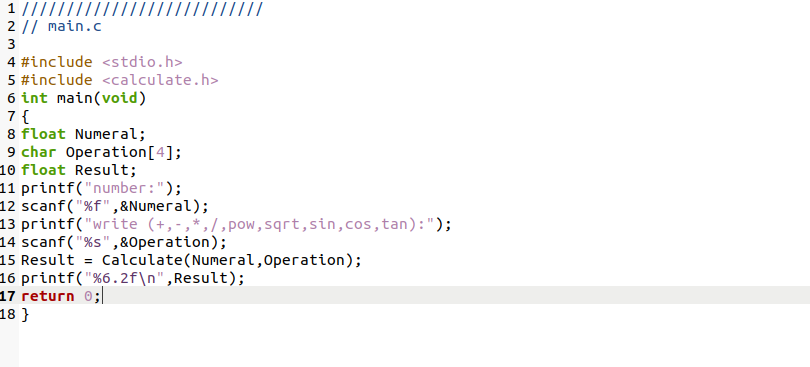 1 ///////////////////////////
2 // main.c
3
4 #include <stdio.h>
5 #include <calculate.h>
6 int main(void)
7 {
8 float Numeral;
9 char Operation[4];
10 float Result;
11 printf("number:");
12 scanf("%f",&Numeral);
13 printf("write (+,-,*,/,pow,sqrt,sin,cos,tan):");
14 scanf("%s",&Operation);
15 Result = Calculate(Numeral,Operation);
16 printf("%6.2f\n",Result);
17 return 0;
18 }